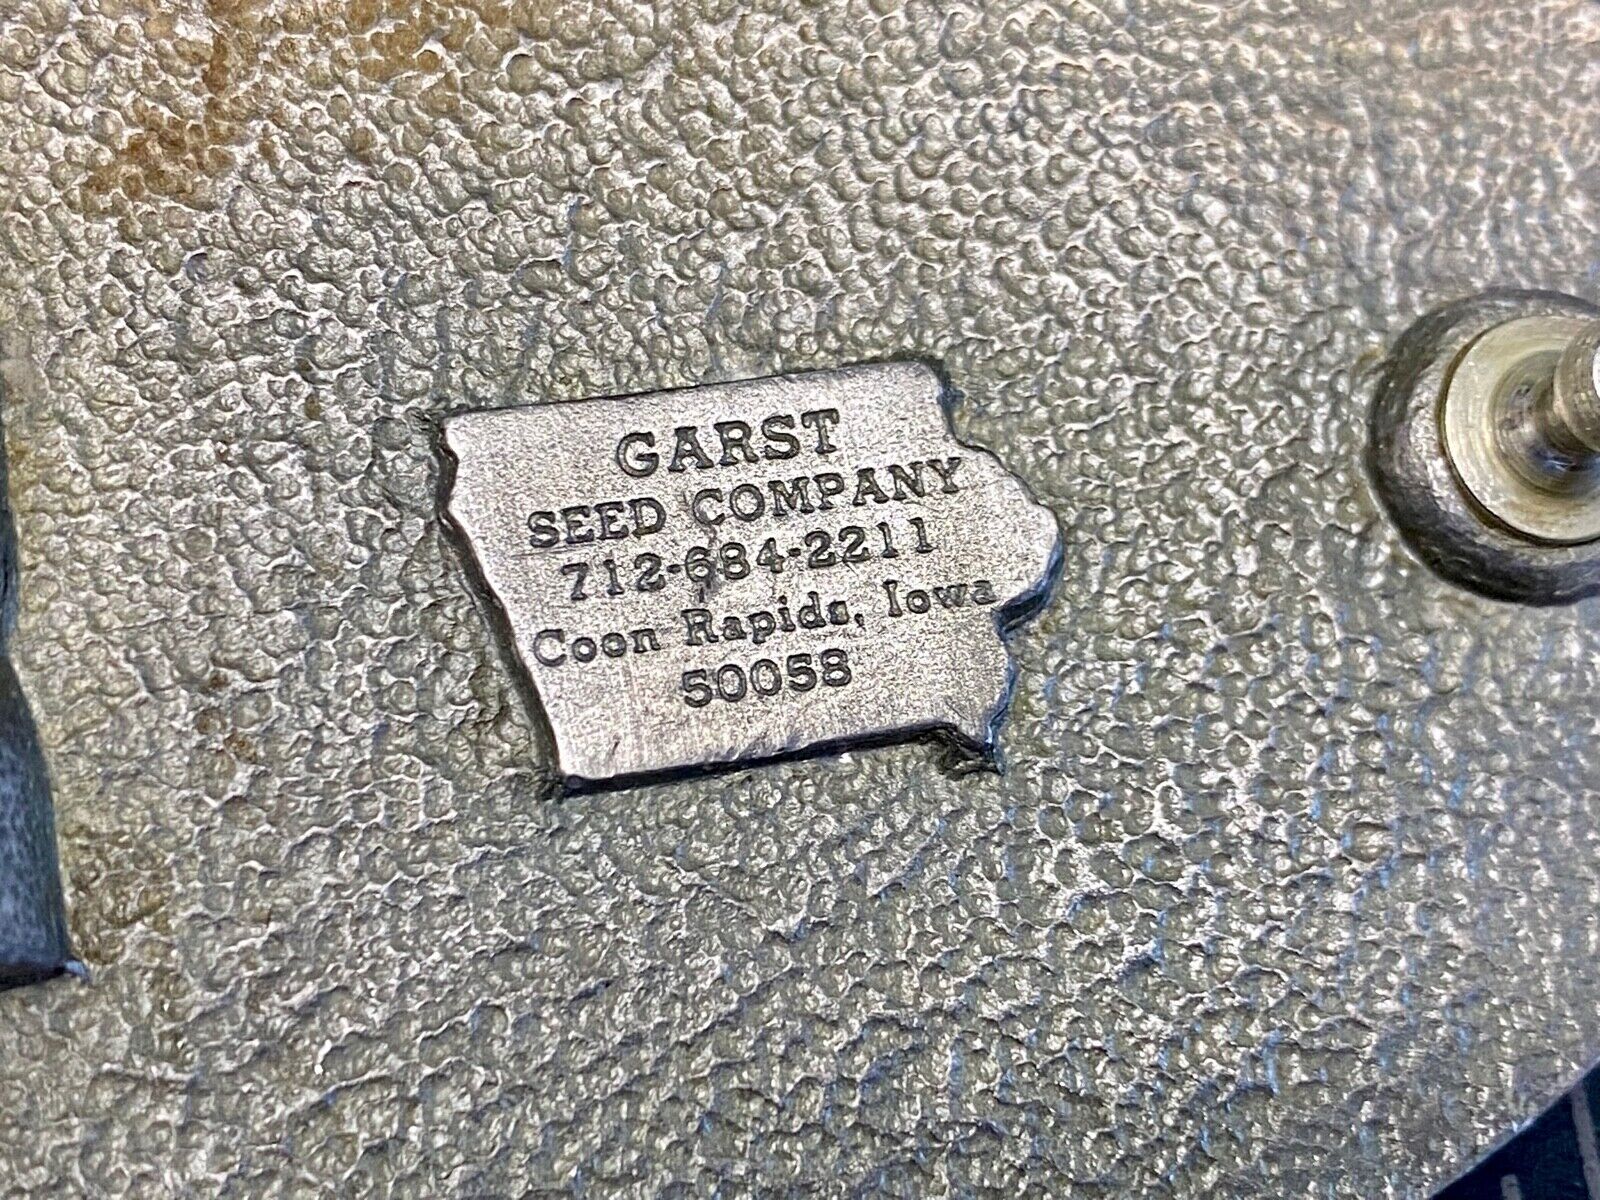 GARST
SEED COMPANY
712-684-2211
Coon Rapids, Iowa
50058